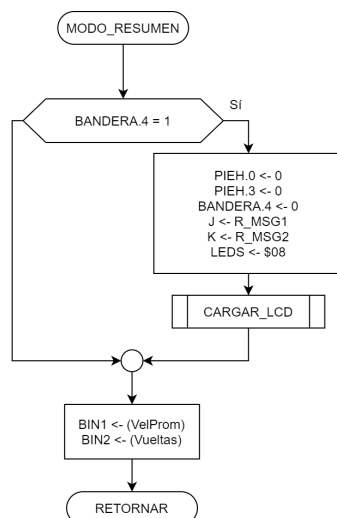 MODO_RESUMEN
BANDERA.4 = 1
Sí
PIEH.0 <- 0
PIEH.3 <- 0
BANDERA.4 <- 0
J <- R_MSG1
K <- R_MSG2
LEDS <- $08
CARGAR_LCD
BIN1 <- (VelProm)
BIN2 <- (Vueltas)
RETORNAR